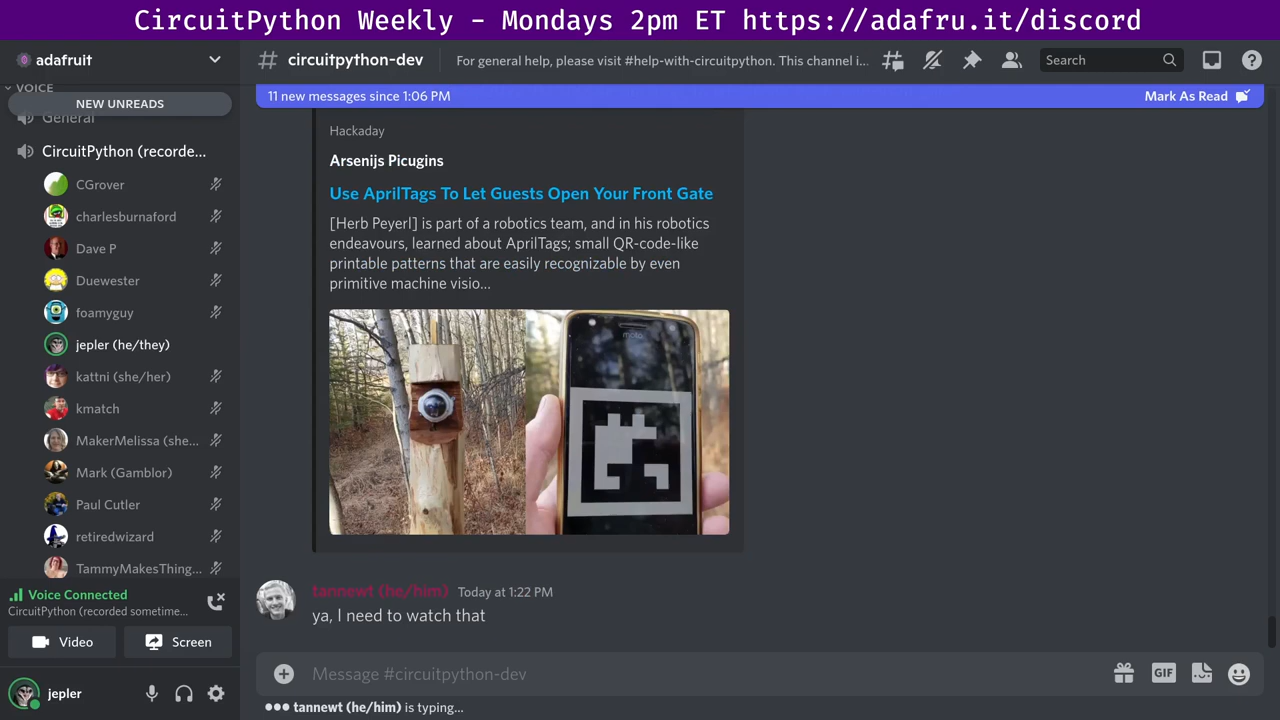 CircuitPython Weekly - Mondays 2pm ET https://adafru.it/discord
adafruit
VOICE
NEW UNREADS
General
CircuitPython (recorde...
CGrover
charlesburnaford
Dave P
Duewester
foamyguy
jepler (he/they)
kattni (she/her)
kmatch
MakerMelissa (she...
Mark (Gamblor)
Paul Cutler
retiredwizard
TammyMakesThing...
Voice Connected
CircuitPython (recorded sometime...
Video
Screen
jepler
# circuitpython-dev
For general help, please visit #help-with-circuitpython. This channel i...
Search
11 new messages since 1:06 PM
Mark As Read
Hackaday
Arsenijs Picugins
Use AprilTags To Let Guests Open Your Front Gate
[Herb Peyerl] is part of a robotics team, and in his robotics
endeavours, learned about AprilTags; small QR-code-like
printable patterns that are easily recognizable by even
primitive machine visio...
moto
tannewt (he/him) Today at 1:22 PM
ya, I need to watch that
Message #circuitpython-dev
GIF
tannewt (he/him) is typing...